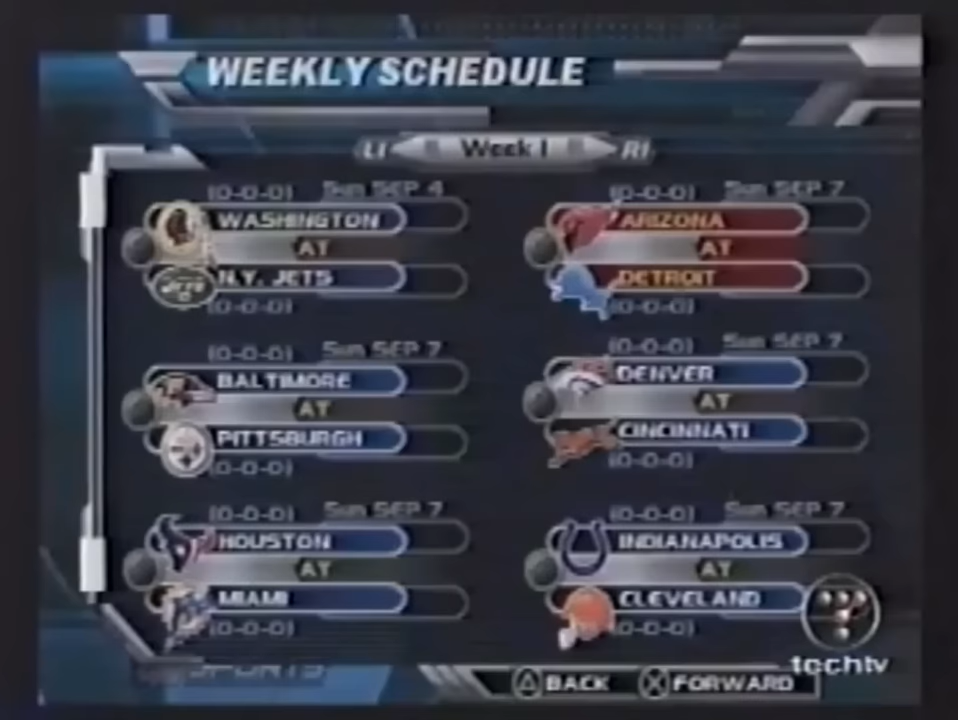 WEEKLY SCHEDULE
L1 Week 1 R1
(0-0-0) Sun SEP 4
WASHINGTON
AT
N.Y. JETS
(0-0-0)
(0-0-0) Sun SEP 7
ARIZONA
AT
DETROIT
(0-0-0)
(0-0-0) Sun SEP 7
BALTIMORE
AT
PITTSBURGH
(0-0-0)
(0-0-0) Sun SEP 7
DENVER
AT
CINCINNATI
(0-0-0)
(0-0-0) Sun SEP 7
HOUSTON
AT
MIAMI
(0-0-0)
(0-0-0) Sun SEP 7
INDIANAPOLIS
AT
CLEVELAND
(0-0-0)
techtv
SPORTS
BACK FORWARD